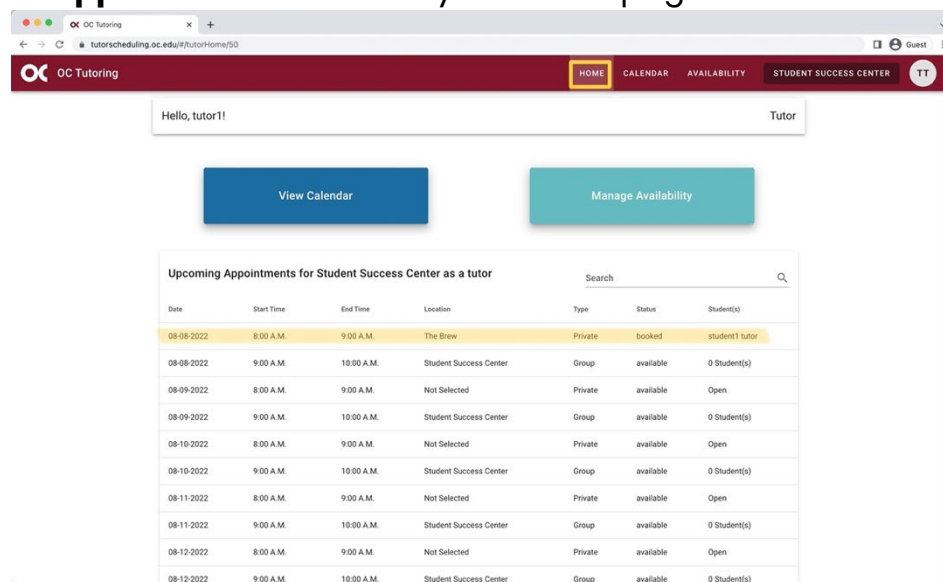 OC Tutoring
tutorscheduling.oc.edu/#/tutorHome/50
Guest
OC OC Tutoring HOME CALENDAR AVAILABILITY STUDENT SUCCESS CENTER TT
Hello, tutor1! Tutor
View Calendar Manage Availability
Upcoming Appointments for Student Success Center as a tutor Search
Date Start Time End Time Location Type Status Student(s)
08-08-2022 8:00 A.M. 9:00 A.M. The Brew Private booked student1 tutor
08-08-2022 9:00 A.M. 10:00 A.M. Student Success Center Group available 0 Student(s)
08-09-2022 8:00 A.M. 9:00 A.M. Not Selected Private available Open
08-09-2022 9:00 A.M. 10:00 A.M. Student Success Center Group available 0 Student(s)
08-10-2022 8:00 A.M. 9:00 A.M. Not Selected Private available Open
08-10-2022 9:00 A.M. 10:00 A.M. Student Success Center Group available 0 Student(s)
08-11-2022 8:00 A.M. 9:00 A.M. Not Selected Private available Open
08-11-2022 9:00 A.M. 10:00 A.M. Student Success Center Group available 0 Student(s)
08-12-2022 8:00 A.M. 9:00 A.M. Not Selected Private available Open
08-12-2022 9:00 A.M. 10:00 A.M. Student Success Center Group available 0 Student(s)